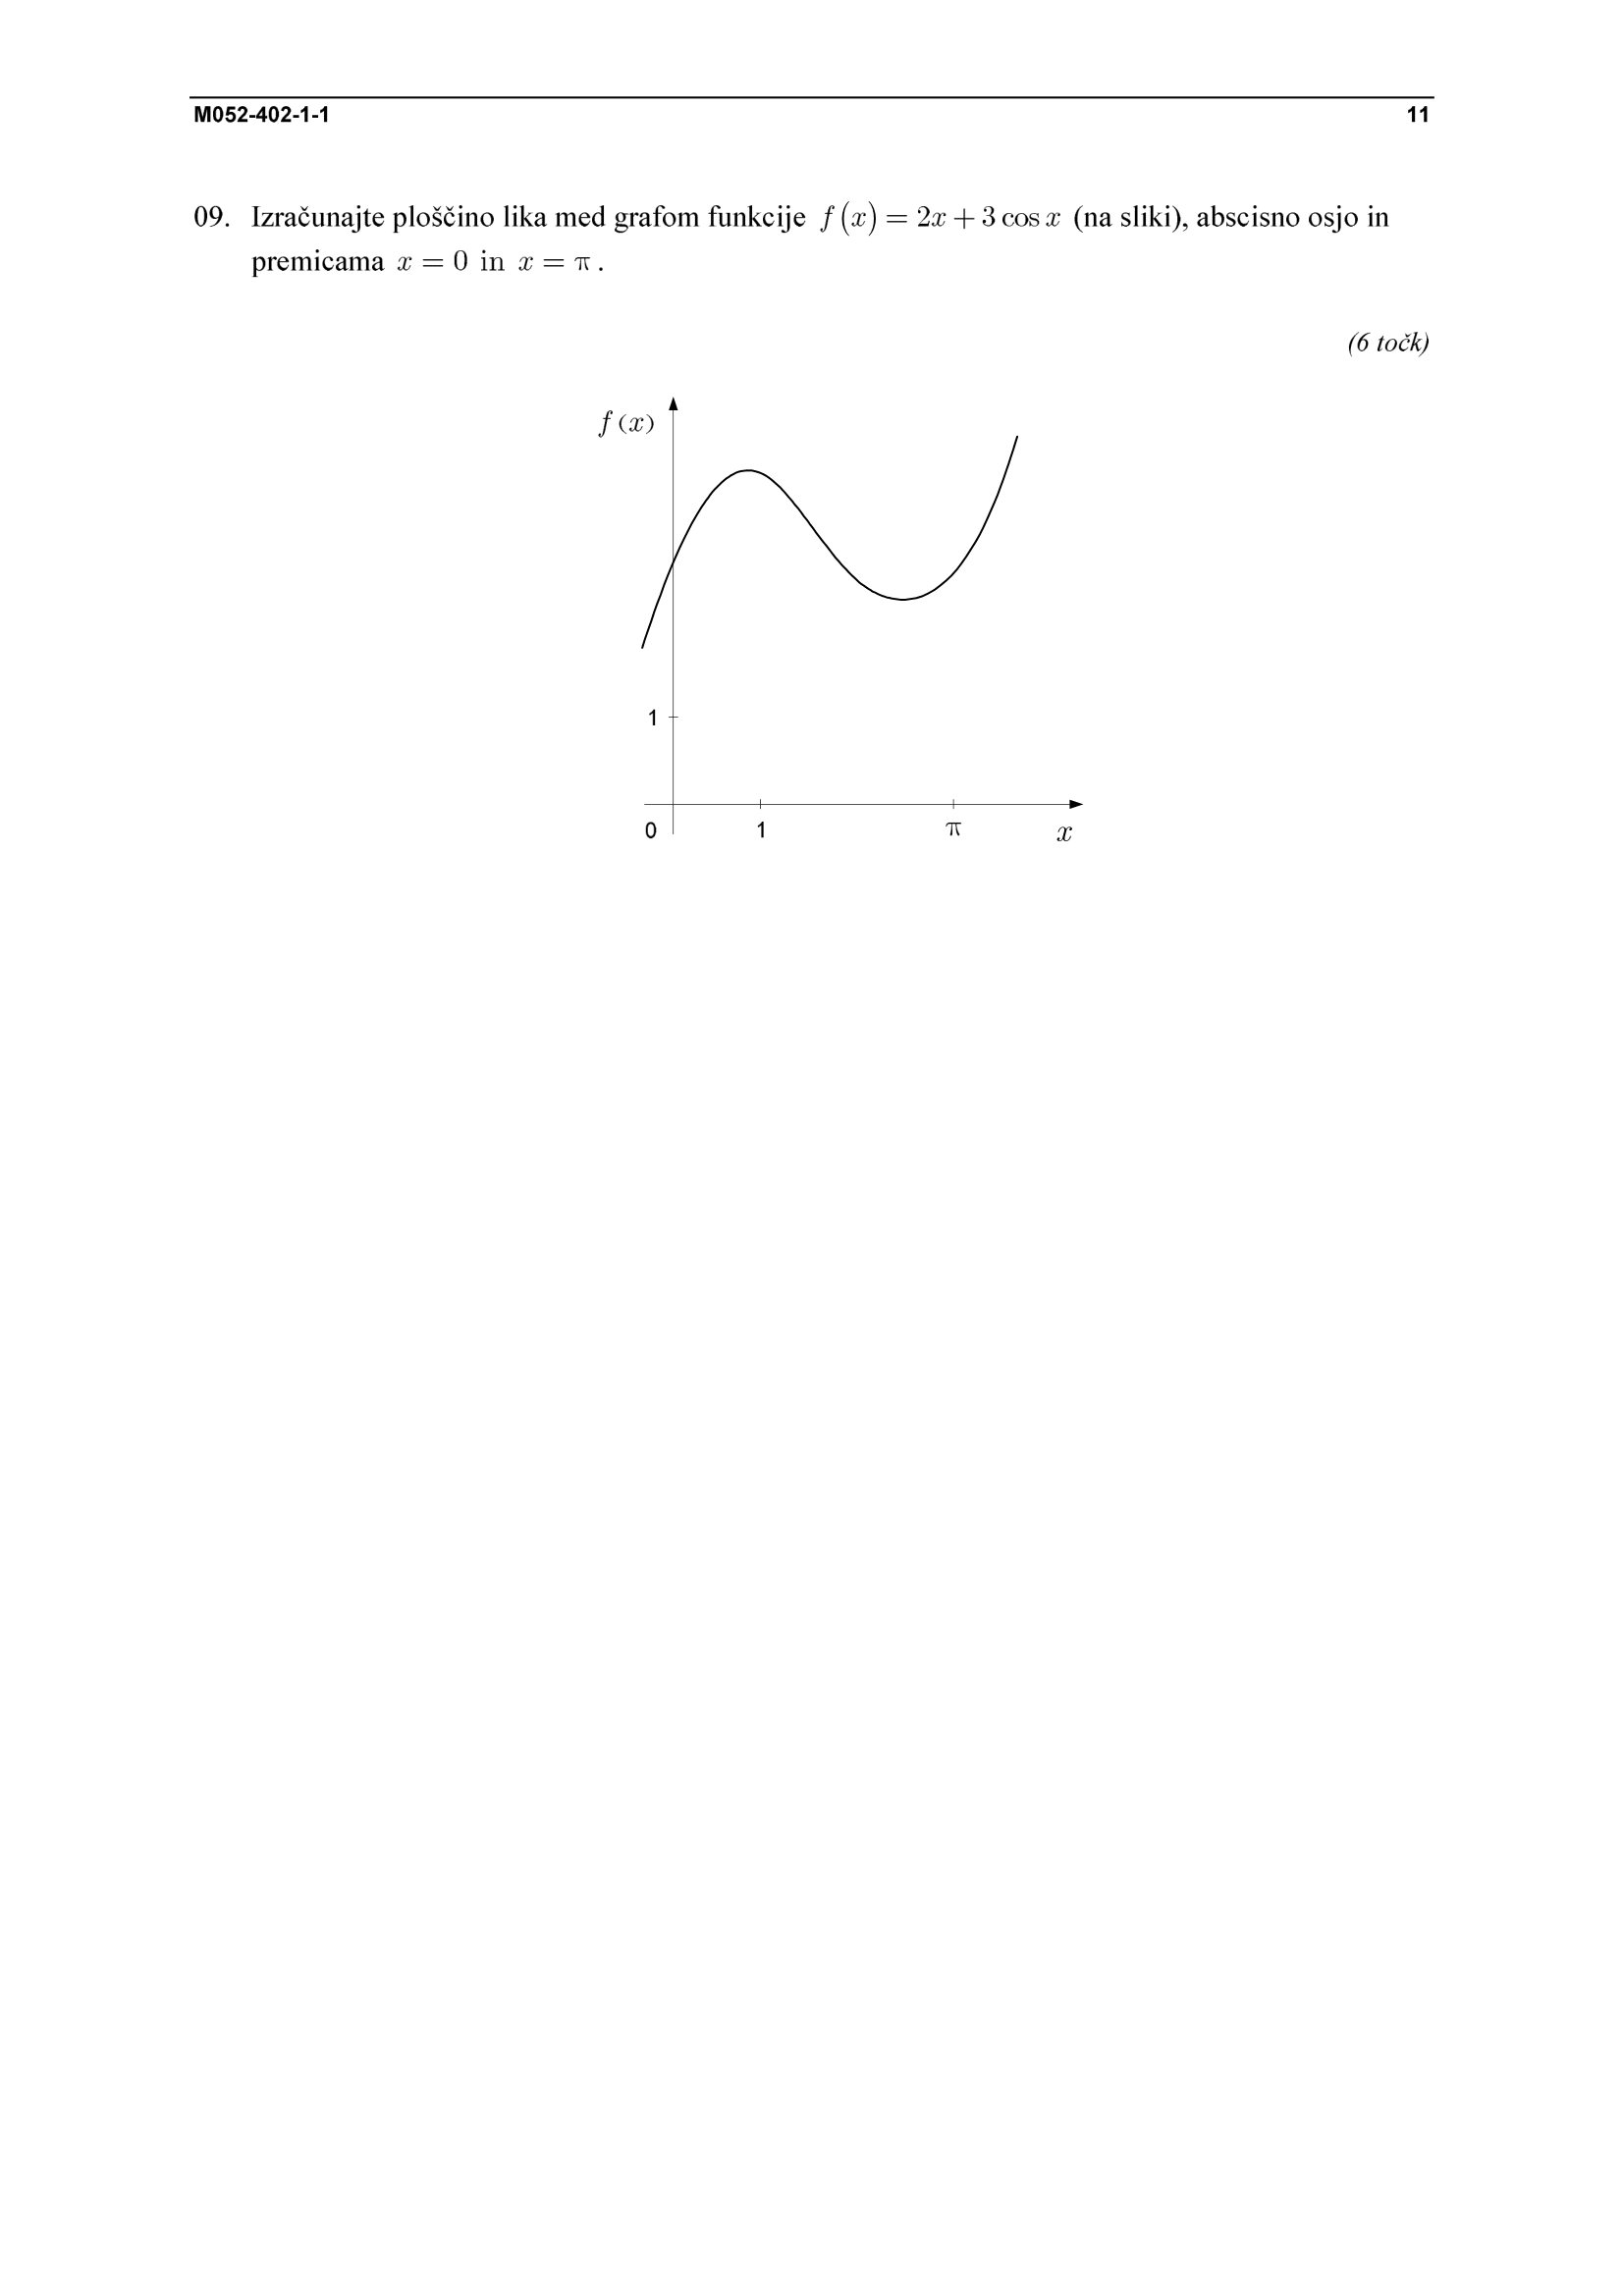 M052-402-1-1 11
09. Izračunajte ploščino lika med grafom funkcije f(x) = 2x + 3 cos x (na sliki), abscisno osjo in
premicama x = 0 in x = π.
(6 točk)
f(x)
1
0 1 π x